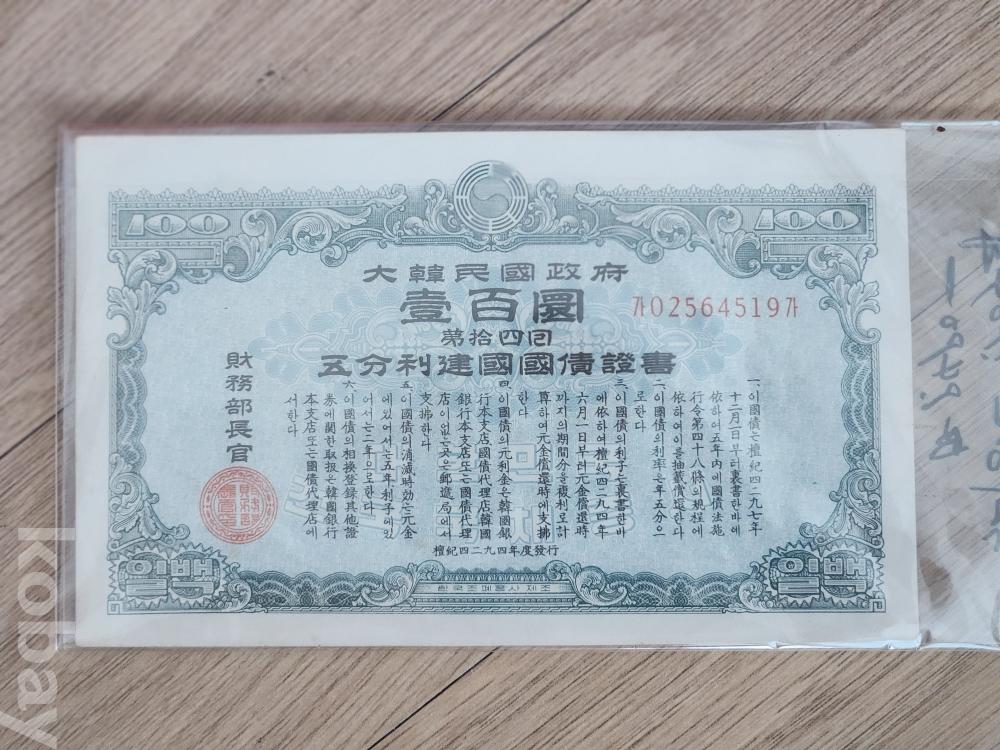 100
100
大韓民國政府
壹百圜
가02564519가
第拾四回
五分利建國國債證書
一、이國債는檀紀四二九七年
十二月一日부터裏書한바에
依하여五年內에國債法施
行令第四十八條의規程에
依하여이를抽籤償還한다
二、이國債의利率은年五分으
로한다
三、이國債의利子는裏書한바
에依하여檀紀四二九四年
六月一日부터元金償還時
까지의期間分을複利로計
算하여元金償還時에支拂
한다
四、이國債의元利金은韓國銀
行本支店國債代理店韓國
銀行本支店또는國債代理
店이없는곳은郵遞局에서
支拂한다
五、이國債의消滅時効는元金
에있어서는五年利子에있
어서는二年으로한다
六、이國債의相換登錄其他證
券에關한取扱은韓國銀行
本支店또는國債代理店에
서한다
財務部長官
檀紀四二九四年度發行
일백
일백
한국조폐공사제조
kobay